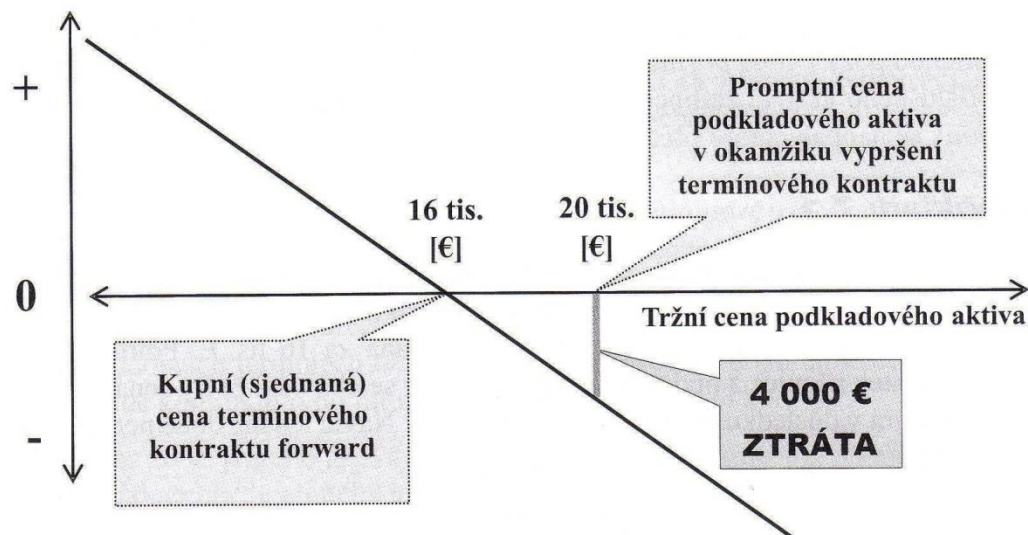 +
0
-
16 tis.
[€]
20 tis.
[€]
Promptní cena
podkladového aktiva
v okamžiku vypršení
termínového kontraktu
Tržní cena podkladového aktiva
Kupní (sjednaná)
cena termínového
kontraktu forward
4 000 €
ZTRÁTA